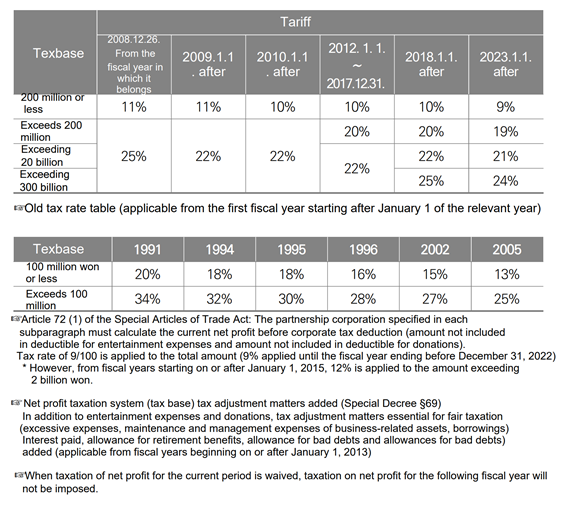 Texbase
Tariff
2008.12.26.
From the
fiscal year in
which it
belongs
2009.1.1
. after
2010.1.1
. after
2012. 1. 1.
~
2017.12.31.
2018.1.1.
after
2023.1.1.
after
200 million or
less
11%
11%
10%
10%
10%
9%
Exceeds 200
million
25%
22%
22%
20%
20%
19%
Exceeding
20 billion
22%
22%
21%
Exceeding
300 billion
25%
24%
☞Old tax rate table (applicable from the first fiscal year starting after January 1 of the relevant year)
Texbase
1991
1994
1995
1996
2002
2005
100 million won
or less
20%
18%
18%
16%
15%
13%
Exceeds 100
million
34%
32%
30%
28%
27%
25%
☞Article 72 (1) of the Special Articles of Trade Act: The partnership corporation specified in each
subparagraph must calculate the current net profit before corporate tax deduction (amount not included
in deductible for entertainment expenses and amount not included in deductible for donations).
Tax rate of 9/100 is applied to the total amount (9% applied until the fiscal year ending before December 31, 2022)
* However, from fiscal years starting on or after January 1, 2015, 12% is applied to the amount exceeding
2 billion won.
☞Net profit taxation system (tax base) tax adjustment matters added (Special Decree §69)
In addition to entertainment expenses and donations, tax adjustment matters essential for fair taxation
(excessive expenses, maintenance and management expenses of business-related assets, borrowings)
Interest paid, allowance for retirement benefits, allowance for bad debts and allowances for bad debts)
added (applicable from fiscal years beginning on or after January 1, 2013)
☞When taxation of net profit for the current period is waived, taxation on net profit for the following fiscal year will
not be imposed.